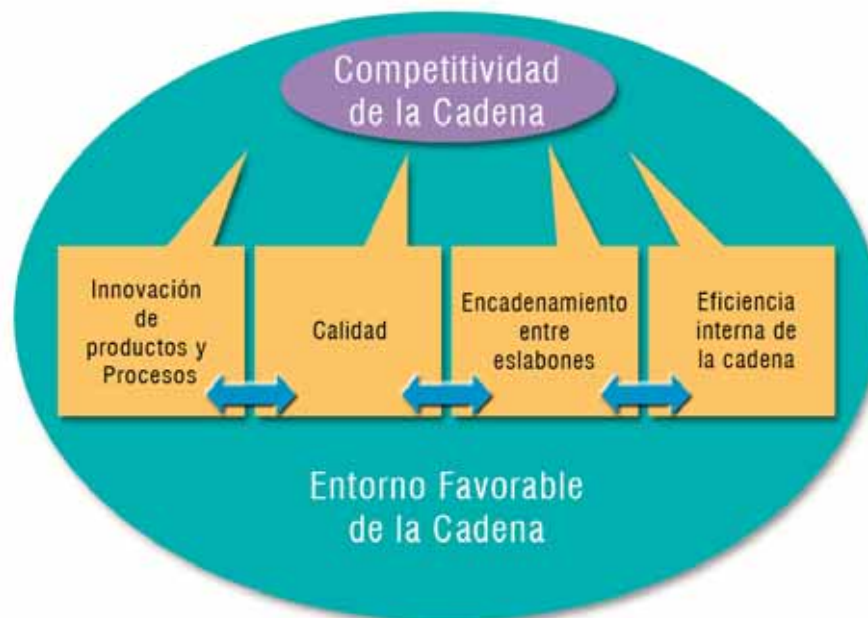 Competitividad
de la Cadena
Innovación
de
productos y
Procesos
Calidad
Encadenamiento
entre
eslabones
Eficiencia
interna de
la cadena
Entorno Favorable
de la Cadena